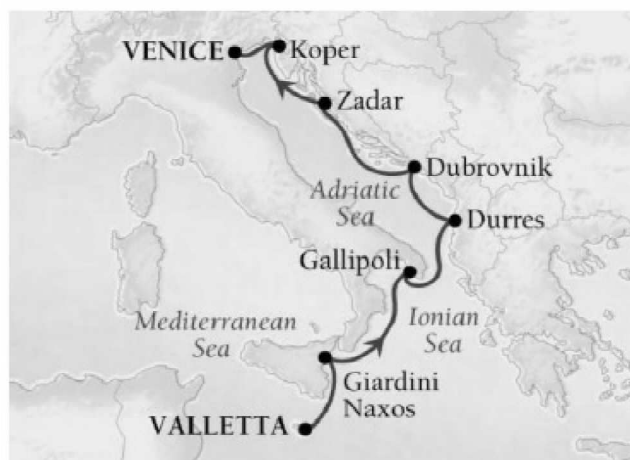 VENICE
Koper
Zadar
Dubrovnik
Adriatic
Sea
Durres
Gallipoli
Mediterranean
Sea
Ionian
Sea
Giardini
Naxos
VALLETTA